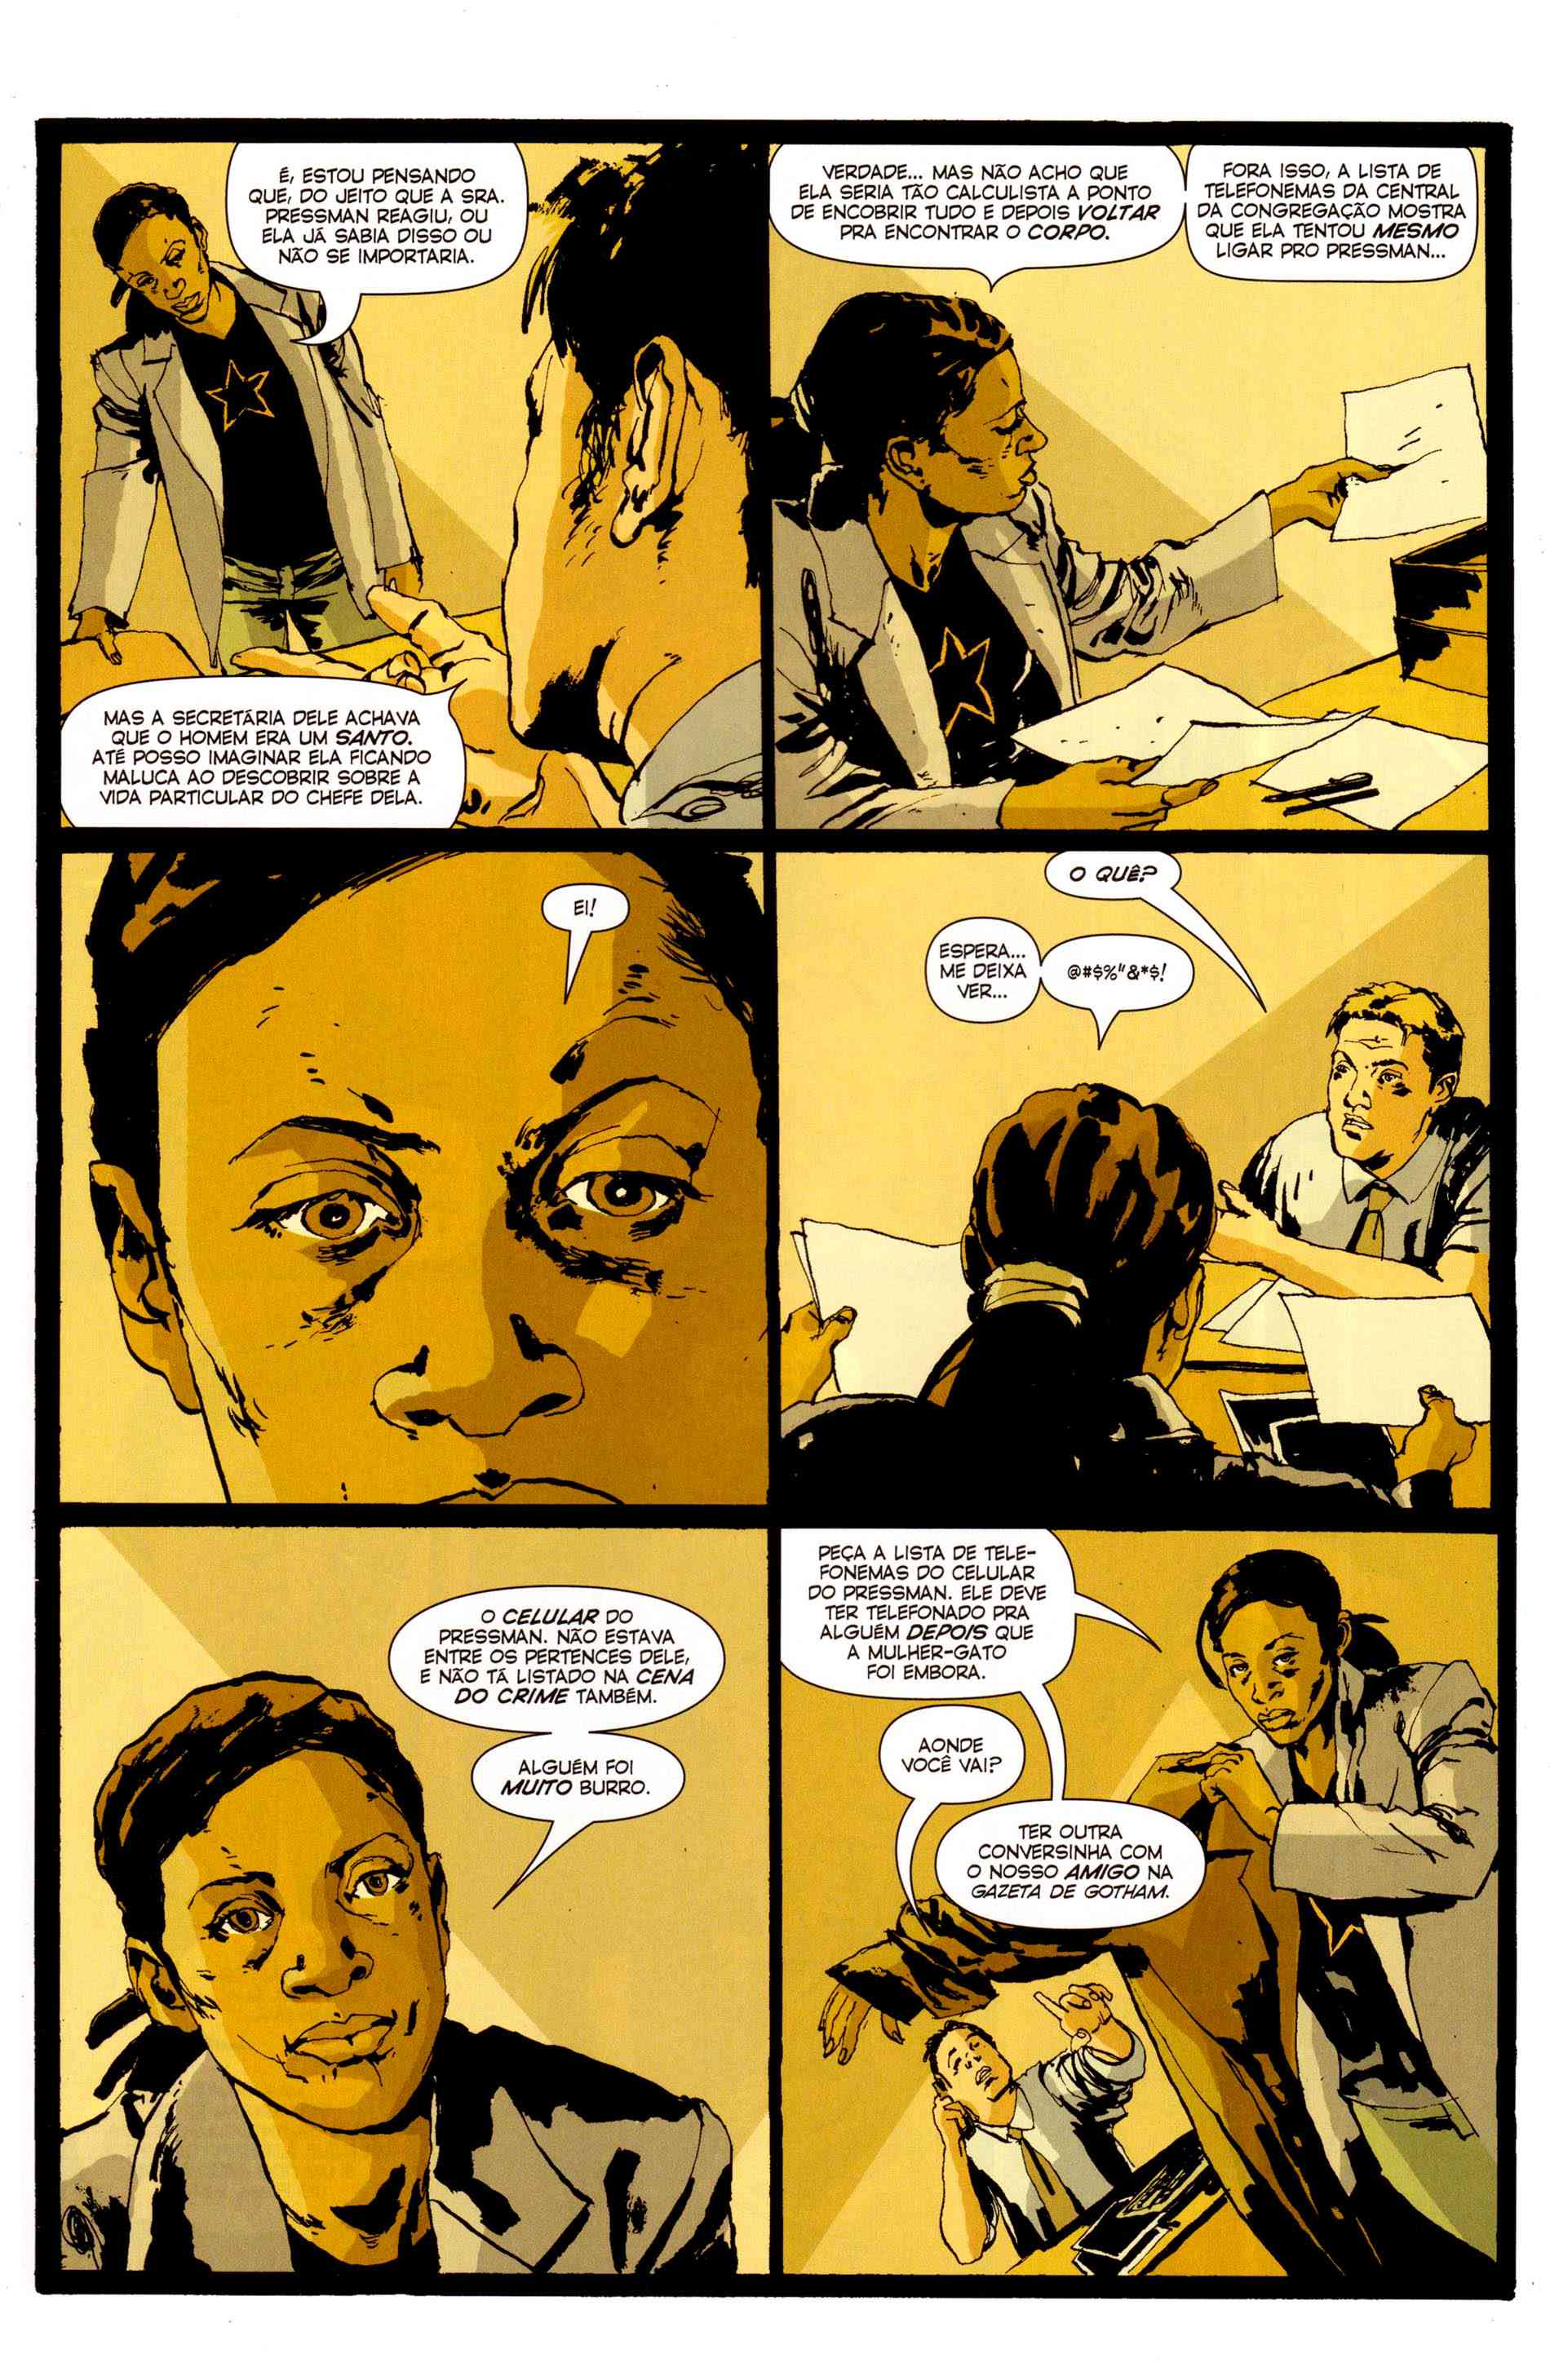 É, ESTOU PENSANDO
QUE, DO JEITO QUE A SRA.
PRESSMAN REAGIU, OU
ELA JÁ SABIA DISSO OU
NÃO SE IMPORTARIA.
MAS A SECRETÁRIA DELE ACHAVA
QUE O HOMEM ERA UM SANTO.
ATÉ POSSO IMAGINAR ELA FICANDO
MALUCA AO DESCOBRIR SOBRE A
VIDA PARTICULAR DO CHEFE DELA.
VERDADE... MAS NÃO ACHO QUE
ELA SERIA TÃO CALCULISTA A PONTO
DE ENCOBRIR TUDO E DEPOIS VOLTAR
PRA ENCONTRAR O CORPO.
FORA ISSO, A LISTA DE
TELEFONEMAS DA CENTRAL
DA CONGREGAÇÃO MOSTRA
QUE ELA TENTOU MESMO
LIGAR PRO PRESSMAN...
EI!
O QUÊ?
ESPERA...
ME DEIXA
VER...
@#$%"&*$!
O CELULAR DO
PRESSMAN. NÃO ESTAVA
ENTRE OS PERTENCES DELE,
E NÃO TÁ LISTADO NA CENA
DO CRIME TAMBÉM.
ALGUÉM FOI
MUITO BURRO.
PEÇA A LISTA DE TELE-
FONEMAS DO CELULAR
DO PRESSMAN. ELE DEVE
TER TELEFONADO PRA
ALGUÉM DEPOIS QUE
A MULHER-GATO
FOI EMBORA.
AONDE
VOCÊ VAI?
TER OUTRA
CONVERSINHA COM
O NOSSO AMIGO NA
GAZETA DE GOTHAM.